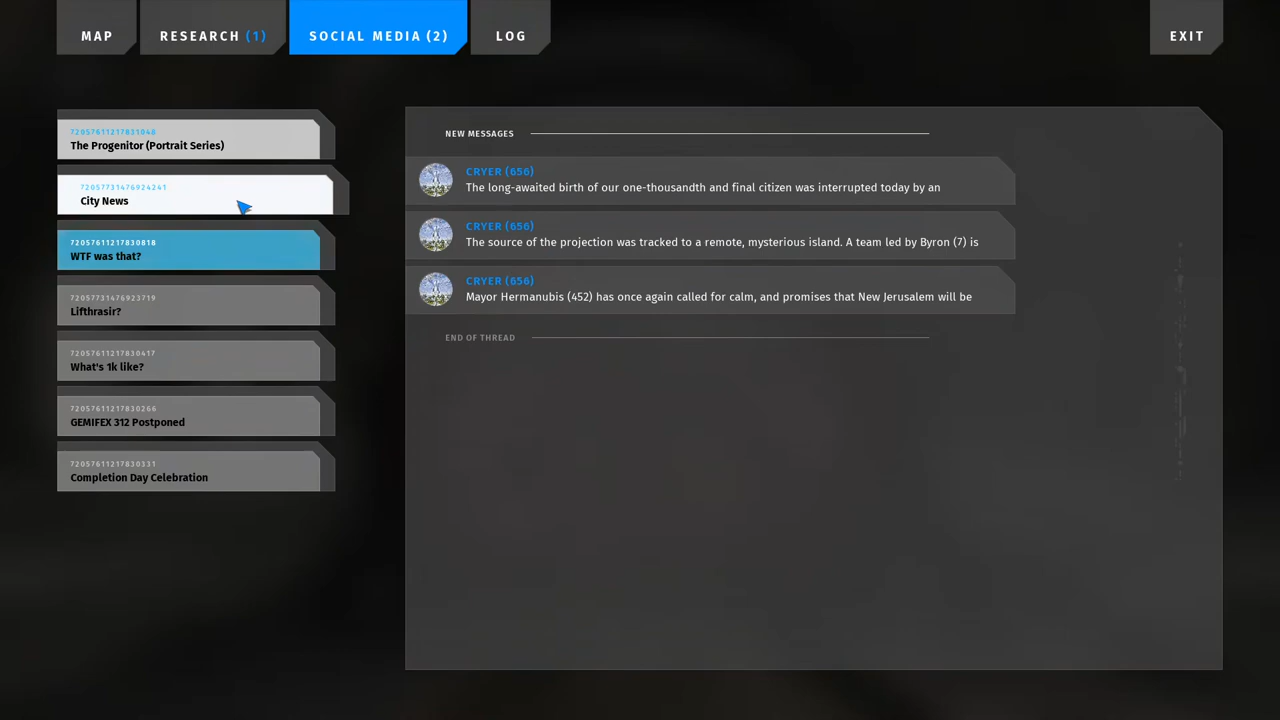 MAP
RESEARCH (1)
SOCIAL MEDIA (2)
LOG
EXIT
72057611217831048
The Progenitor (Portrait Series)
72057731476924241
City News
72057611217830818
WTF was that?
72057731476923719
Lifthrasir?
72057611217830417
What's 1k like?
72057611217830266
GEMIFEX 312 Postponed
72057611217830331
Completion Day Celebration
NEW MESSAGES
CRYER (656)
The long-awaited birth of our one-thousandth and final citizen was interrupted today by an
CRYER (656)
The source of the projection was tracked to a remote, mysterious island. A team led by Byron (7) is
CRYER (656)
Mayor Hermanubis (452) has once again called for calm, and promises that New Jerusalem will be
END OF THREAD